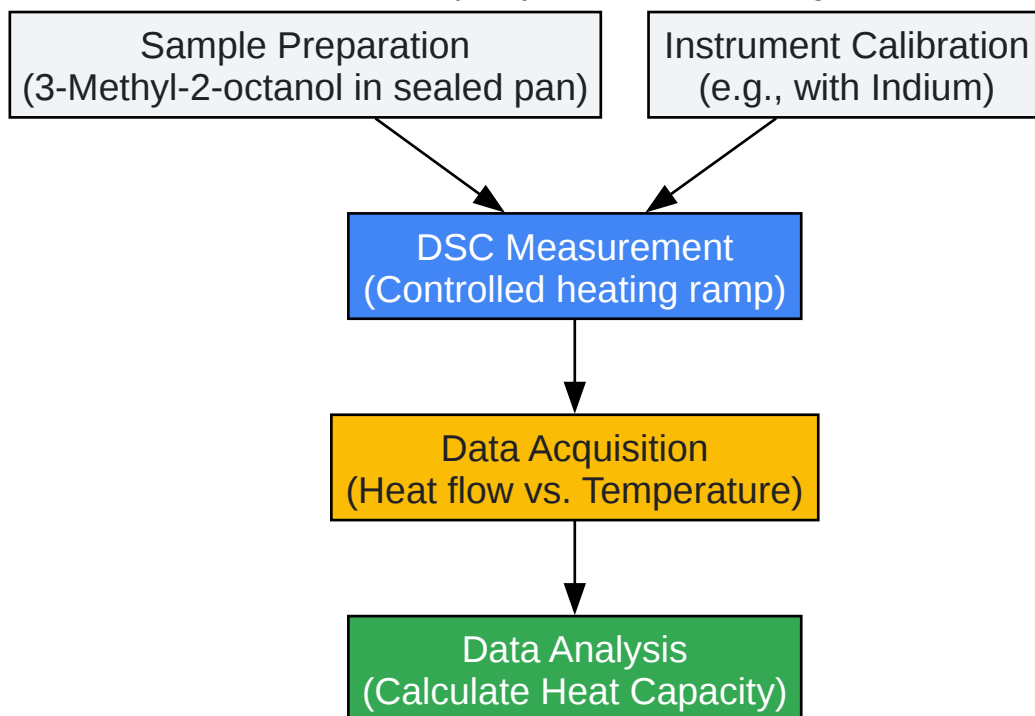 Sample Preparation
(3-Methyl-2-octanol in sealed pan)
Instrument Calibration
(e.g., with Indium)
DSC Measurement
(Controlled heating ramp)
Data Acquisition
(Heat flow vs. Temperature)
Data Analysis
(Calculate Heat Capacity)